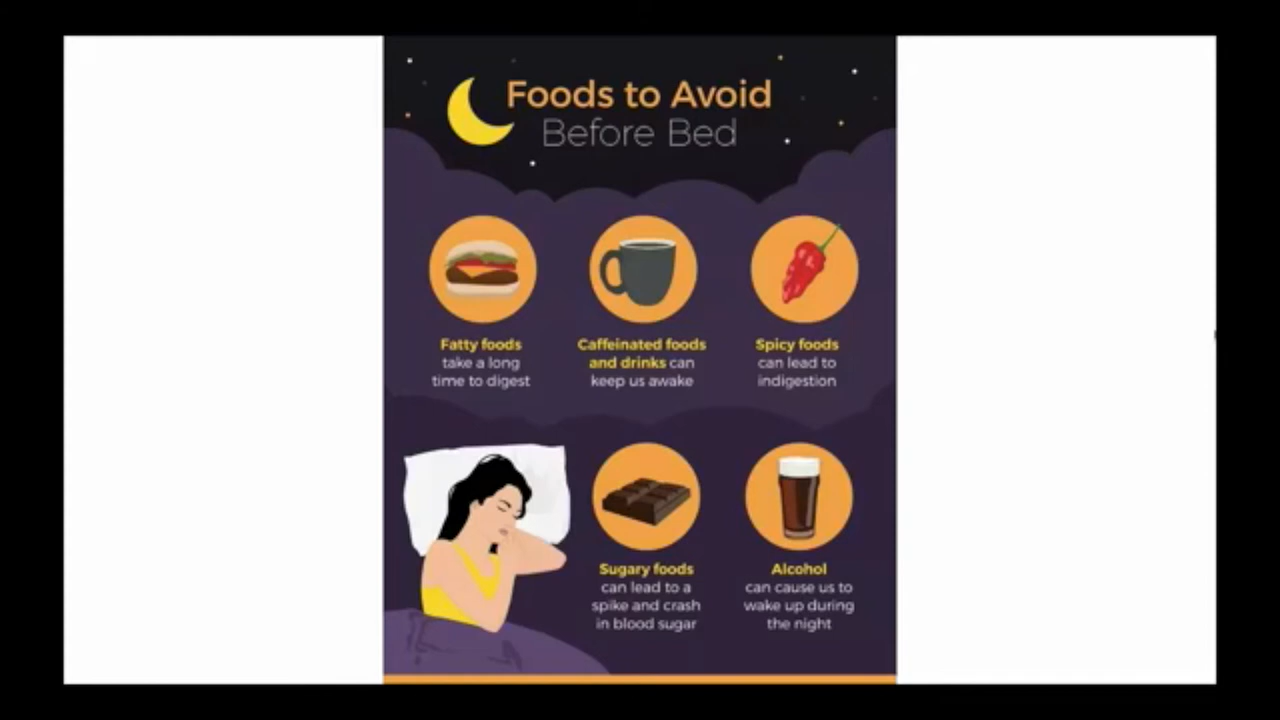 Foods to Avoid
Before Bed
Fatty foods
take a long
time to digest
Caffeinated foods
and drinks can
keep us awake
Spicy foods
can lead to
indigestion
Sugary foods
can lead to a
spike and crash
in blood sugar
Alcohol
can cause us to
wake up during
the night